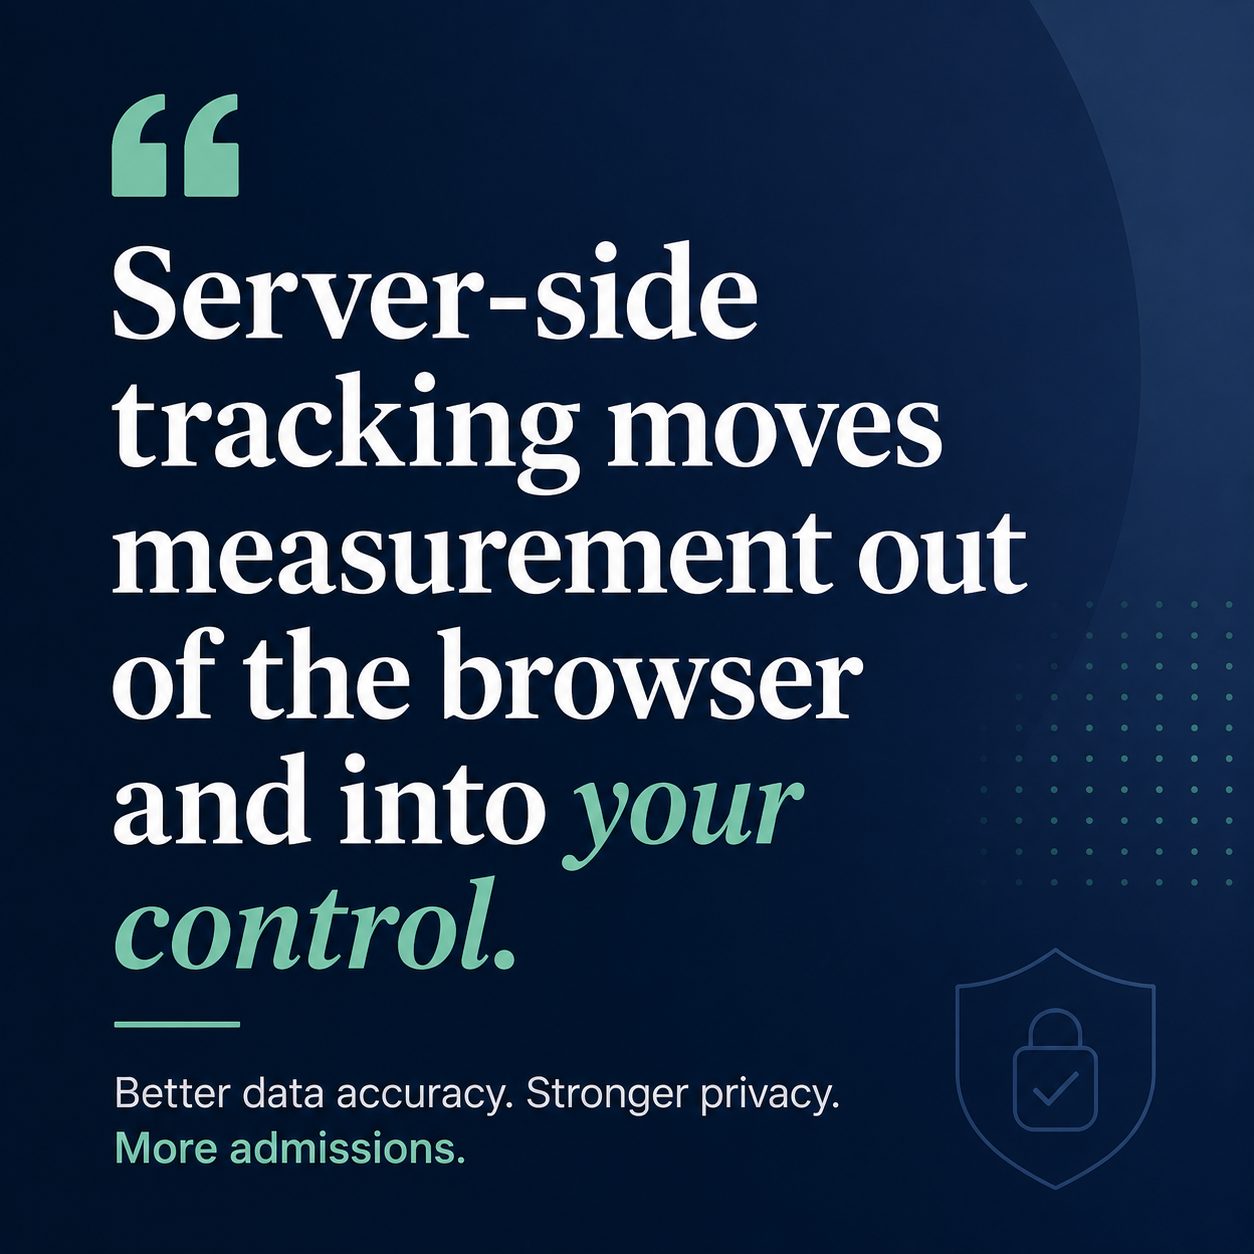 “
Server-side
tracking moves
measurement out
of the browser
and into your
control.
Better data accuracy. Stronger privacy.
More admissions.